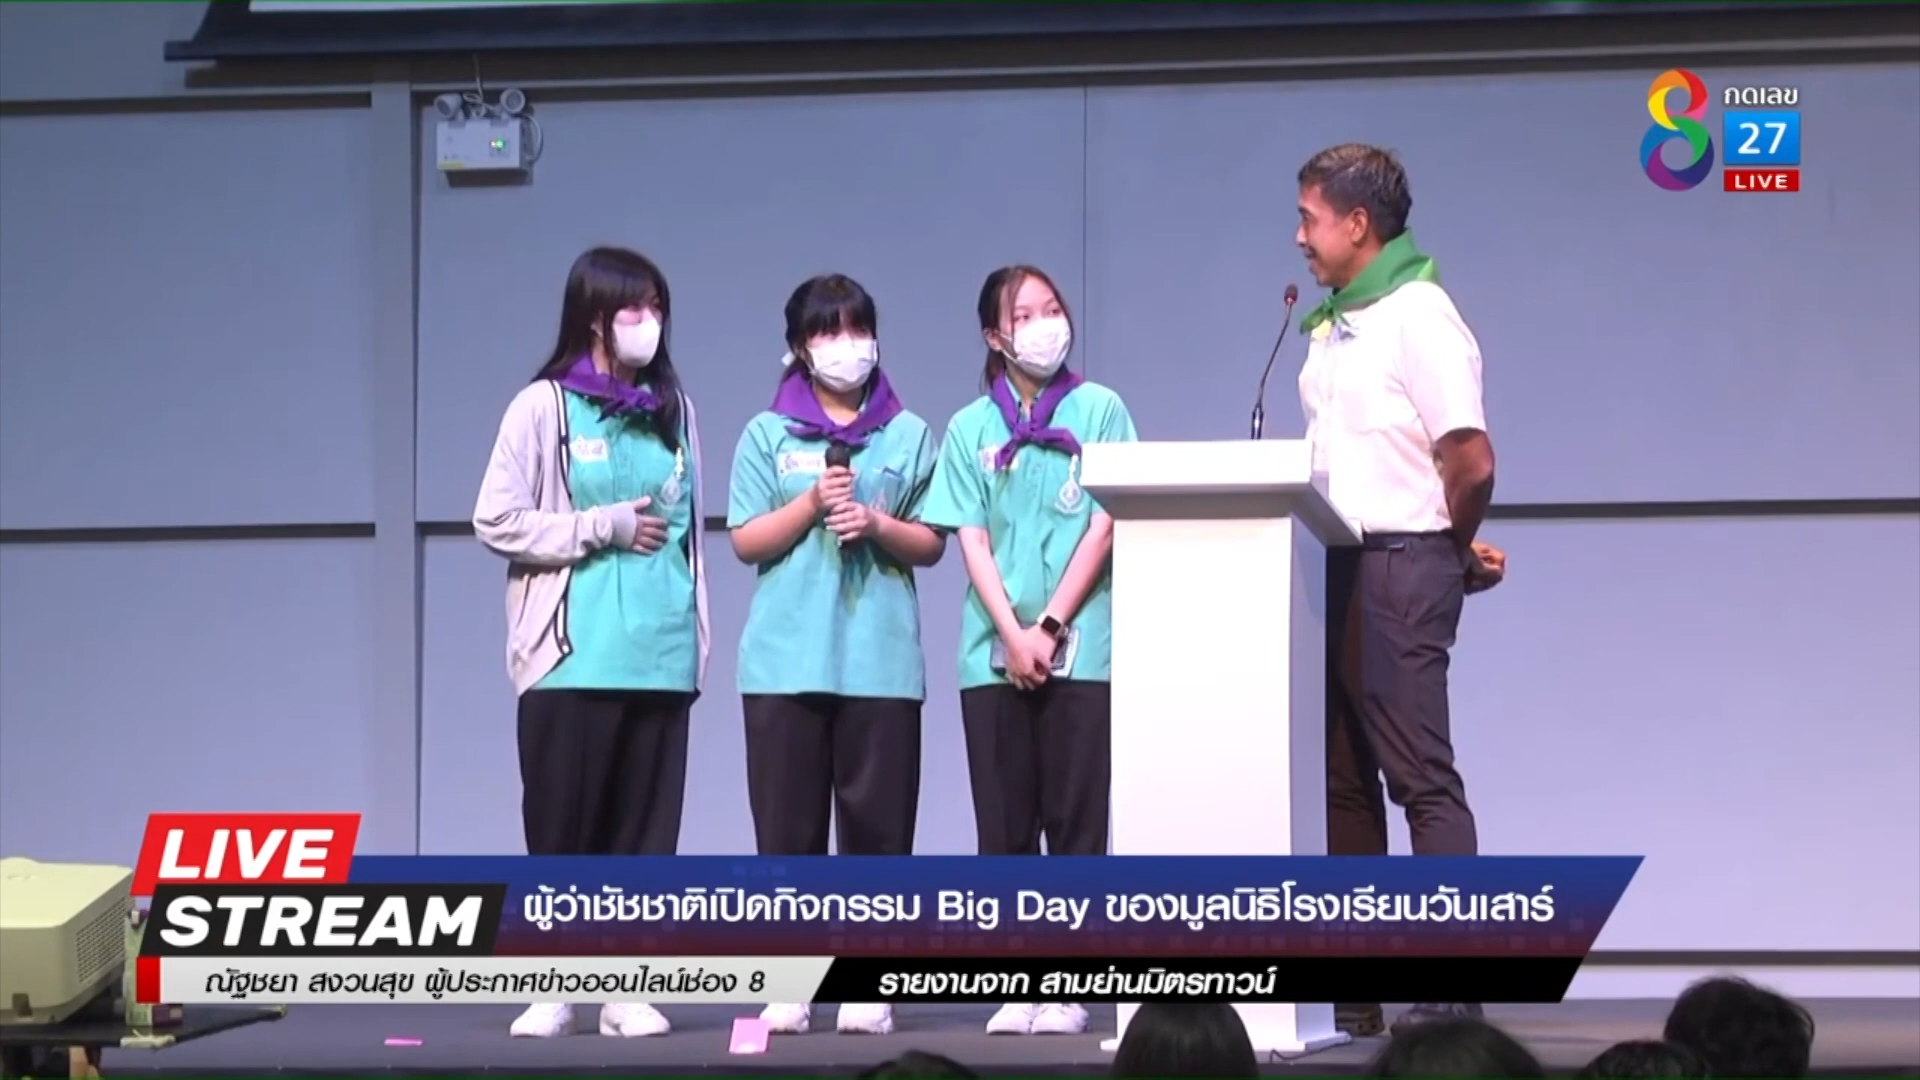 กดเลข
8
27
LIVE
LIVE
STREAM
ผู้ว่าชัชชาติเปิดกิจกรรม Big Day ของมูลนิธิโรงเรียนวันเสาร์
ณัฐชยา สงวนสุข ผู้ประกาศข่าวออนไลน์ช่อง 8
รายงานจาก สามย่านมิตรทาวน์